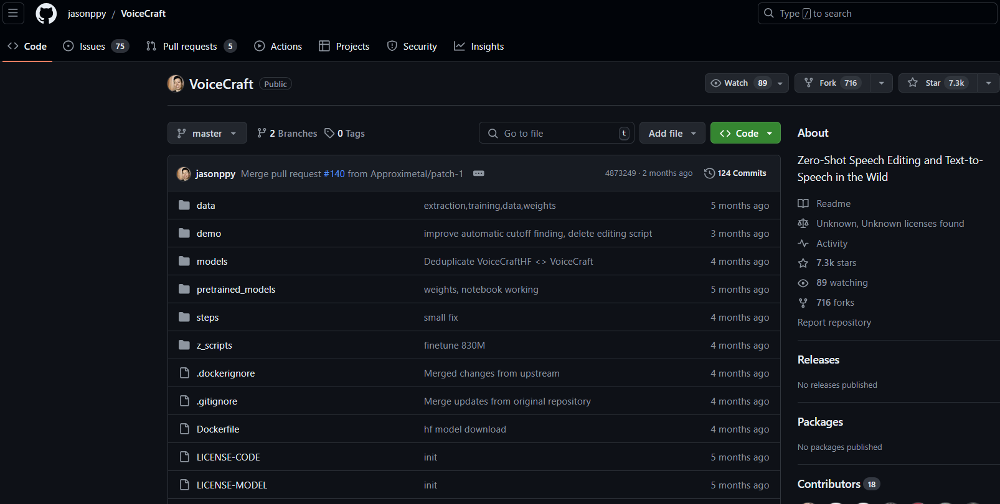 jasonppy / VoiceCraft
Type / to search
Code
Issues 75
Pull requests 5
Actions
Projects
Security
Insights
VoiceCraft Public
Watch 89
Fork 716
Star 7.3k
master
2 Branches
0 Tags
Go to file t
Add file
Code
jasonppy Merge pull request #140 from Approximetal/patch-1
4873249 · 2 months ago
124 Commits
data extraction,training,data,weights 5 months ago
demo improve automatic cutoff finding, delete editing script 3 months ago
models Deduplicate VoiceCraftHF <> VoiceCraft 4 months ago
pretrained_models weights, notebook working 5 months ago
steps small fix 4 months ago
z_scripts finetune 830M 4 months ago
.dockerignore Merged changes from upstream 4 months ago
.gitignore Merge updates from original repository 4 months ago
Dockerfile hf model download 4 months ago
LICENSE-CODE init 5 months ago
LICENSE-MODEL init 5 months ago
About
Zero-Shot Speech Editing and Text-to-
Speech in the Wild
Readme
Unknown, Unknown licenses found
Activity
7.3k stars
89 watching
716 forks
Report repository
Releases
No releases published
Packages
No packages published
Contributors 18